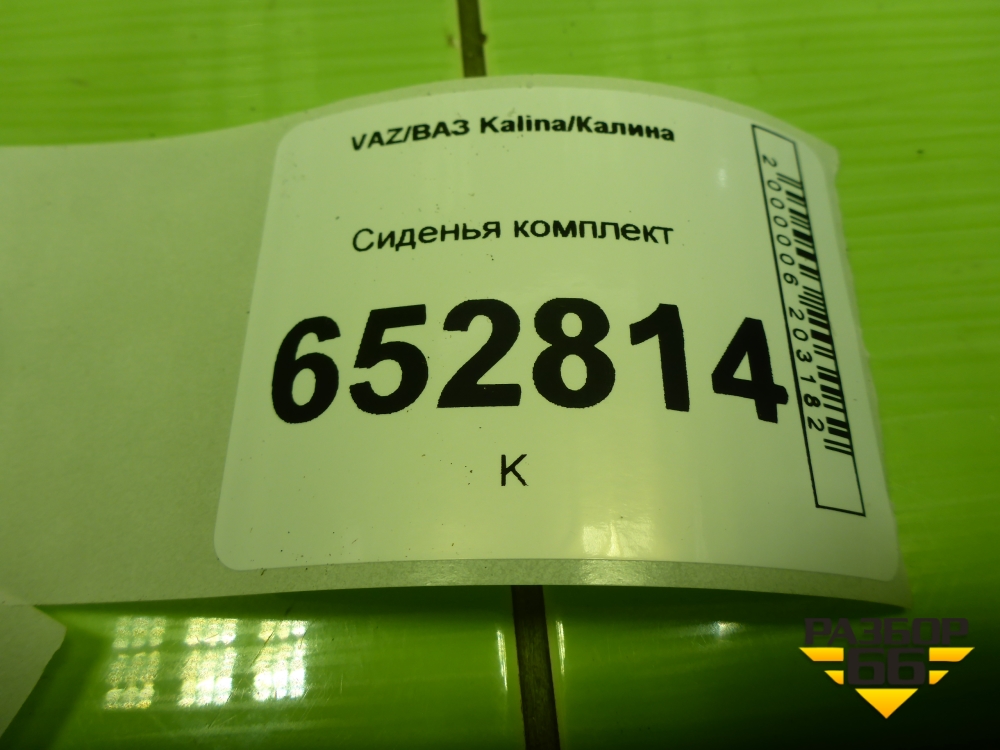 VAZ/ВАЗ Kalina/Калина
Сиденья комплект
652814
К
2000006203182
РАЗБОР
66